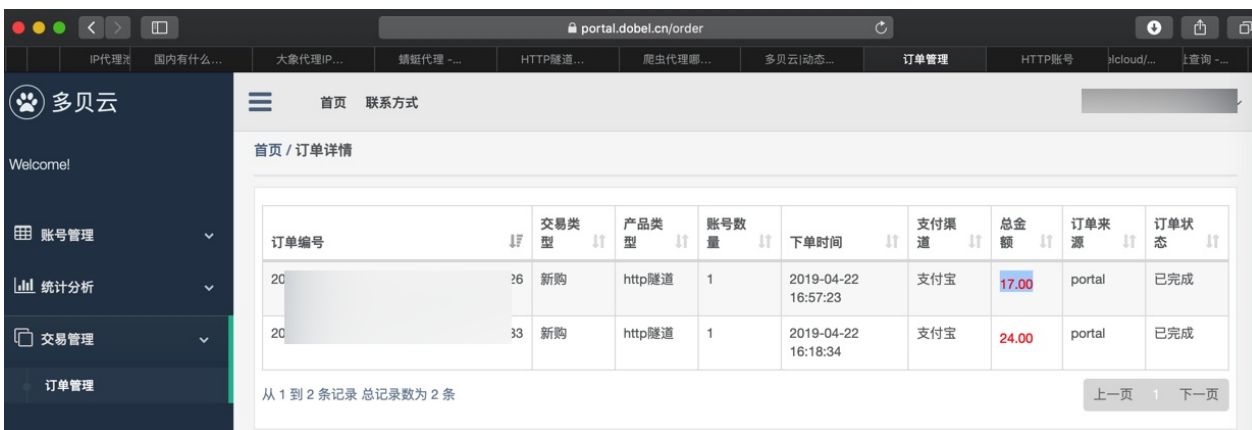 portal.dobel.cn/order
IP代理池 国内有什么... 大象代理IP... 蜻蜓代理 -... HTTP隧道... 爬虫代理哪... 多贝云|动态... 订单管理 HTTP账号 elcloud/... 查询 -...
多贝云
首页 联系方式
Welcome!
首页 / 订单详情
账号管理
统计分析
交易管理
订单管理
订单编号 交易类型 产品类型 账号数量 下单时间 支付渠道 总金额 订单来源 订单状态
20 26 新购 http隧道 1 2019-04-22 支付宝 17.00 portal 已完成
16:57:23
20 33 新购 http隧道 1 2019-04-22 支付宝 24.00 portal 已完成
16:18:34
从 1 到 2 条记录 总记录数为 2 条
上一页 1 下一页